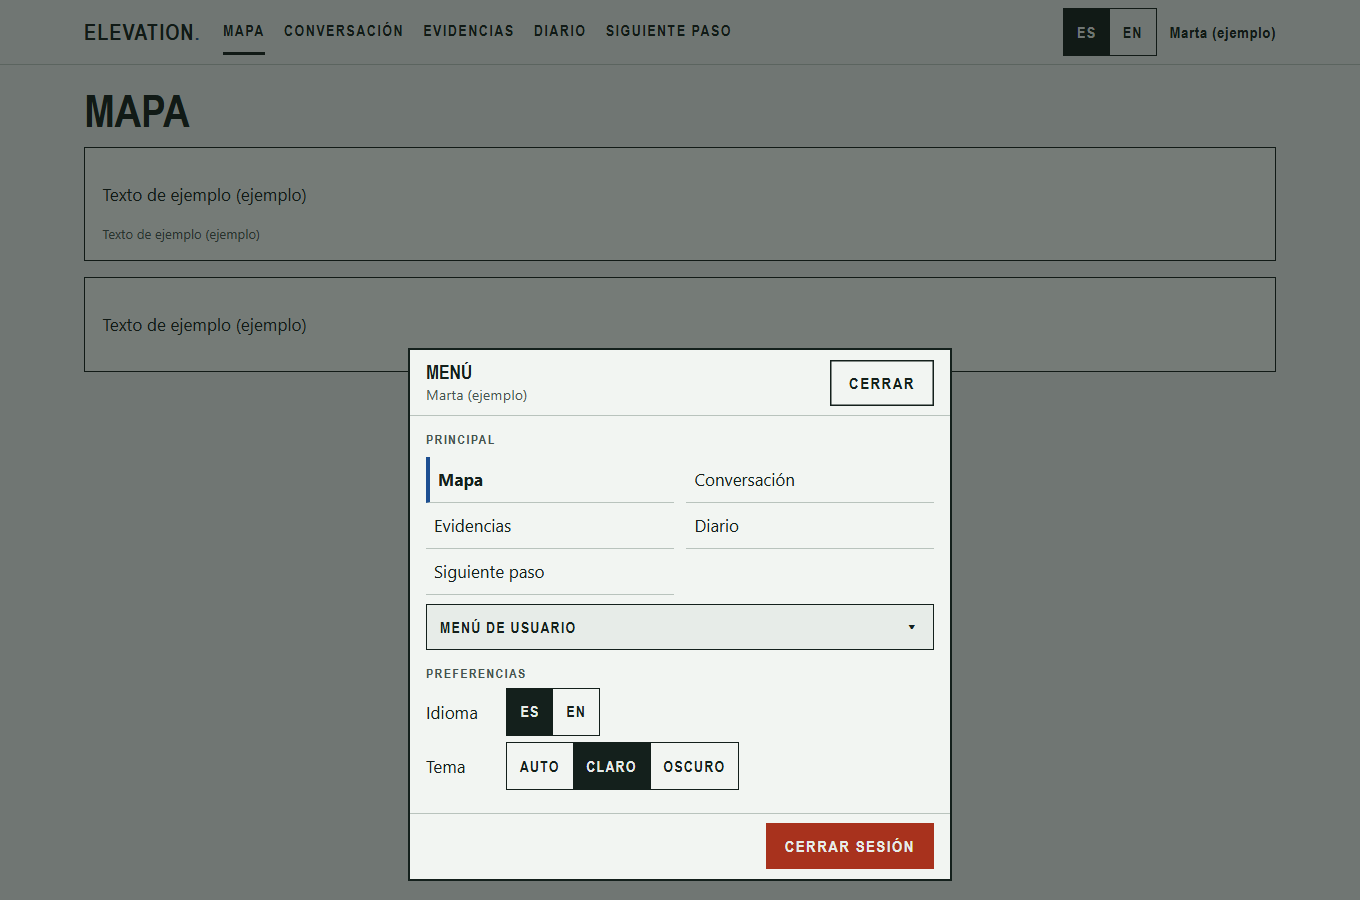 ELEVATION. MAPA CONVERSACIÓN EVIDENCIAS DIARIO SIGUIENTE PASO ES EN Marta (ejemplo)
MAPA
Texto de ejemplo (ejemplo)
Texto de ejemplo (ejemplo)
Texto de ejemplo (ejemplo)
MENÚ
Marta (ejemplo)
CERRAR
PRINCIPAL
Mapa Conversación
Evidencias Diario
Siguiente paso
MENÚ DE USUARIO
PREFERENCIAS
Idioma ES EN
Tema AUTO CLARO OSCURO
CERRAR SESIÓN